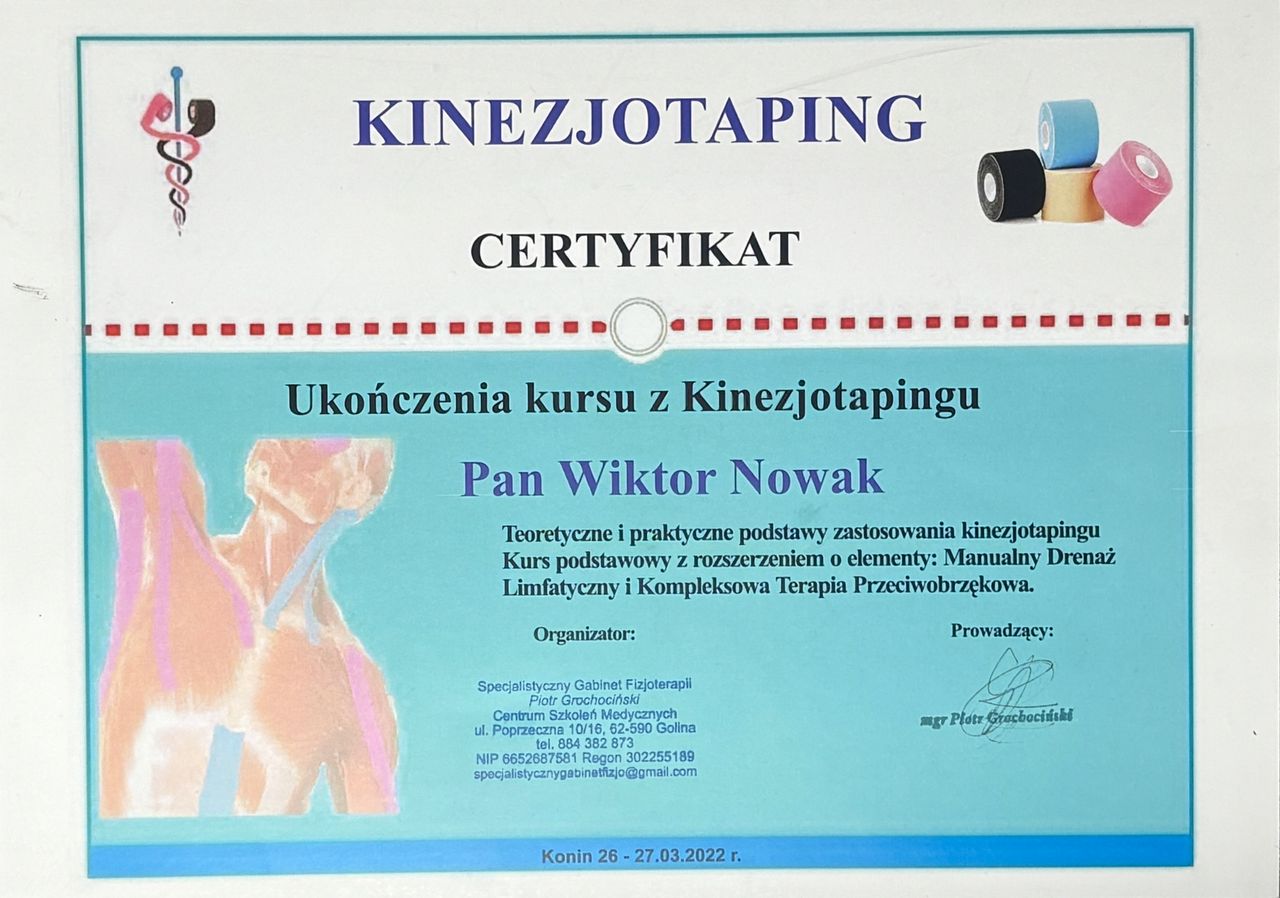 KINEZJOTAPING
CERTYFIKAT
Ukończenia kursu z Kinezjotapingu
Pan Wiktor Nowak
Teoretyczne i praktyczne podstawy zastosowania kinezjotapingu
Kurs podstawowy z rozszerzeniem o elementy: Manualny Drenaż
Limfatyczny i Kompleksowa Terapia Przeciwobrzękowa.
Organizator:
Prowadzący:
Specjalistyczny Gabinet Fizjoterapii
Piotr Grochociński
Centrum Szkoleń Medycznych
ul. Poprzeczna 10/16, 62-590 Golina
tel. 884 382 873
NIP 6652687581 Regon 302255189
specjalistycznygabinetfizjo@gmail.com
mgr Piotr Grochociński
Konin 26 - 27.03.2022 r.